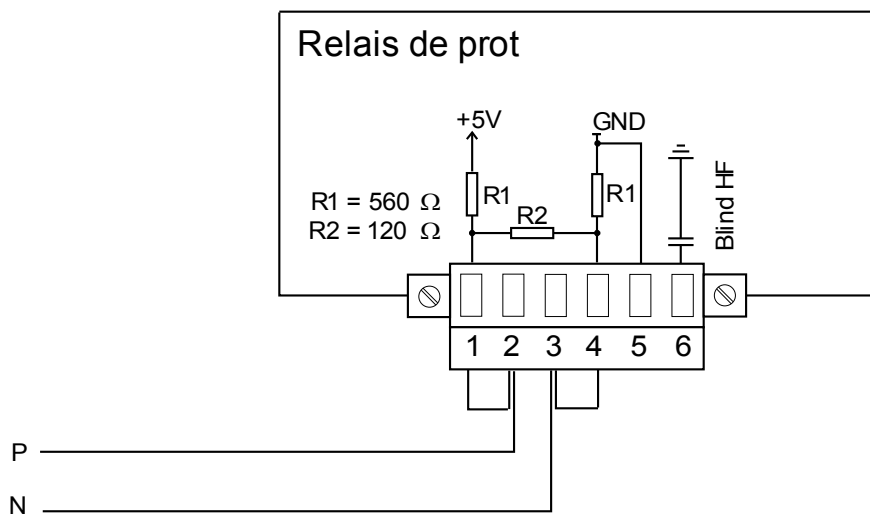 Relais de prot
+5V
GND
R1 = 560 Ω
R2 = 120 Ω
R1
R2
R1
Blind HF
1 2 3 4 5 6
P
N